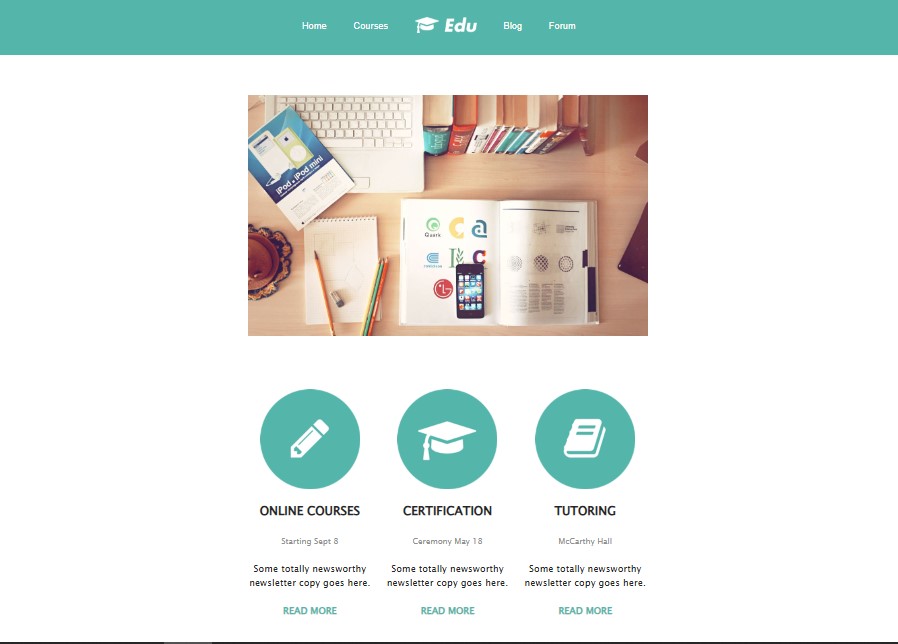 Home
Courses
Edu
Blog
Forum
iPod + iPod mini
Quark
LG
ONLINE COURSES
CERTIFICATION
TUTORING
Starting Sept 8
Ceremony May 18
McCarthy Hall
Some totally newsworthy
newsletter copy goes here.
Some totally newsworthy
newsletter copy goes here.
Some totally newsworthy
newsletter copy goes here.
READ MORE
READ MORE
READ MORE